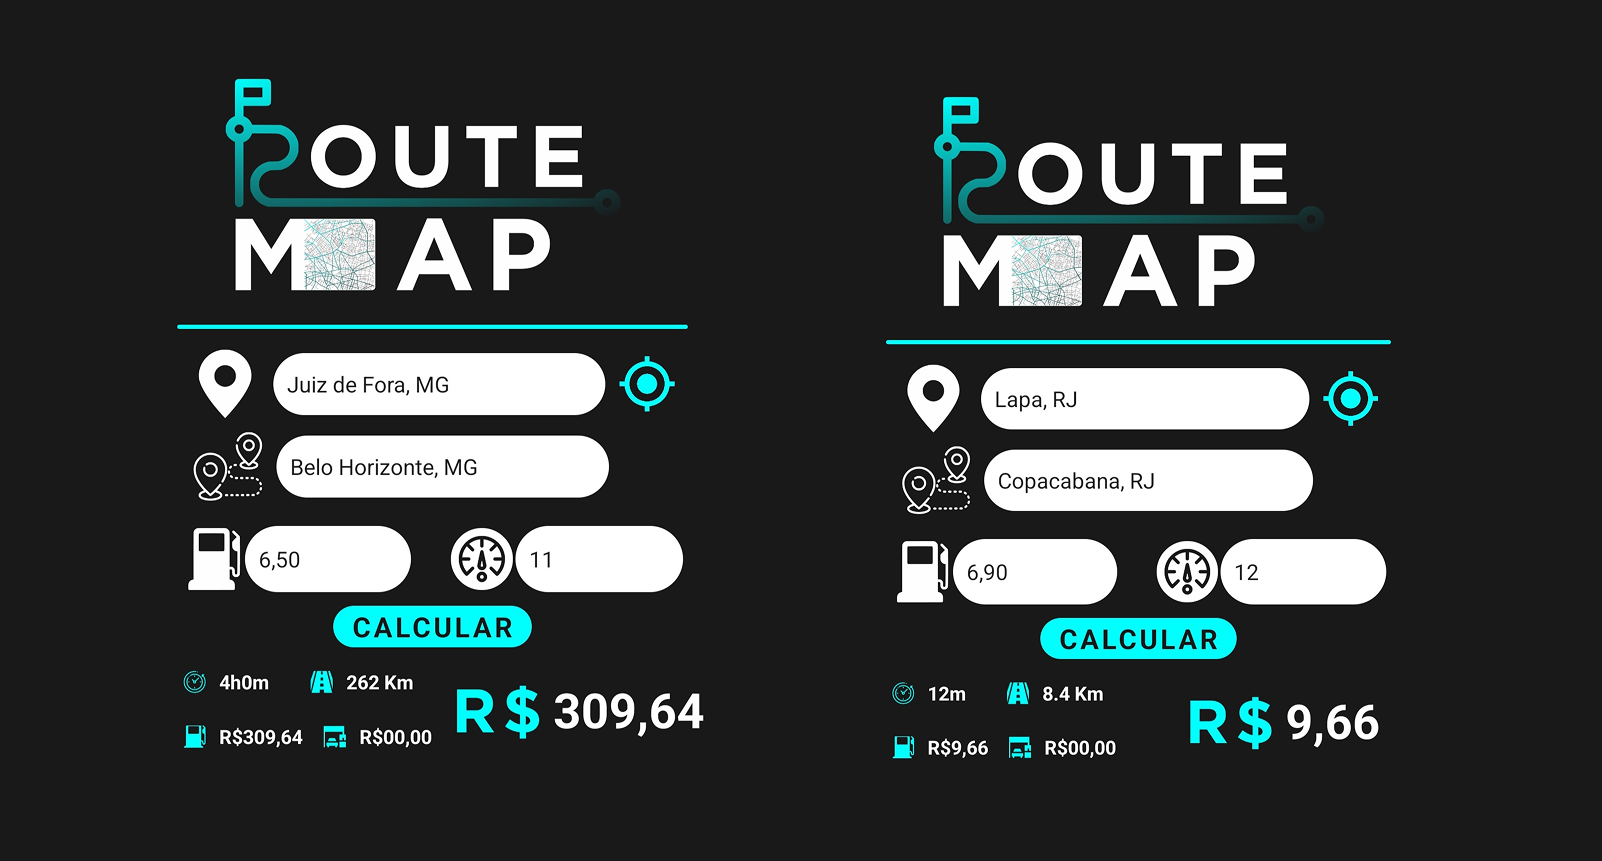 ROUTE
MAP
Juiz de Fora, MG
Belo Horizonte, MG
6,50
11
CALCULAR
4h0m
262 Km
R$309,64
R$00,00
R$ 309,64
ROUTE
MAP
Lapa, RJ
Copacabana, RJ
6,90
12
CALCULAR
12m
8.4 Km
R$9,66
R$00,00
R$ 9,66